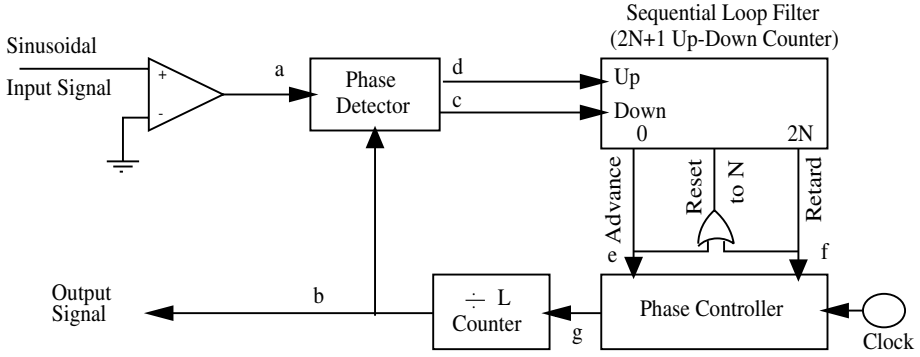 Sequential Loop Filter
(2N+1 Up-Down Counter)
Sinusoidal
Input Signal
+
-
a
Phase
Detector
d
c
Up
Down
0
2N
Advance
Reset
to N
Retard
e
f
Output
Signal
b
÷ L
Counter
g
Phase Controller
Clock